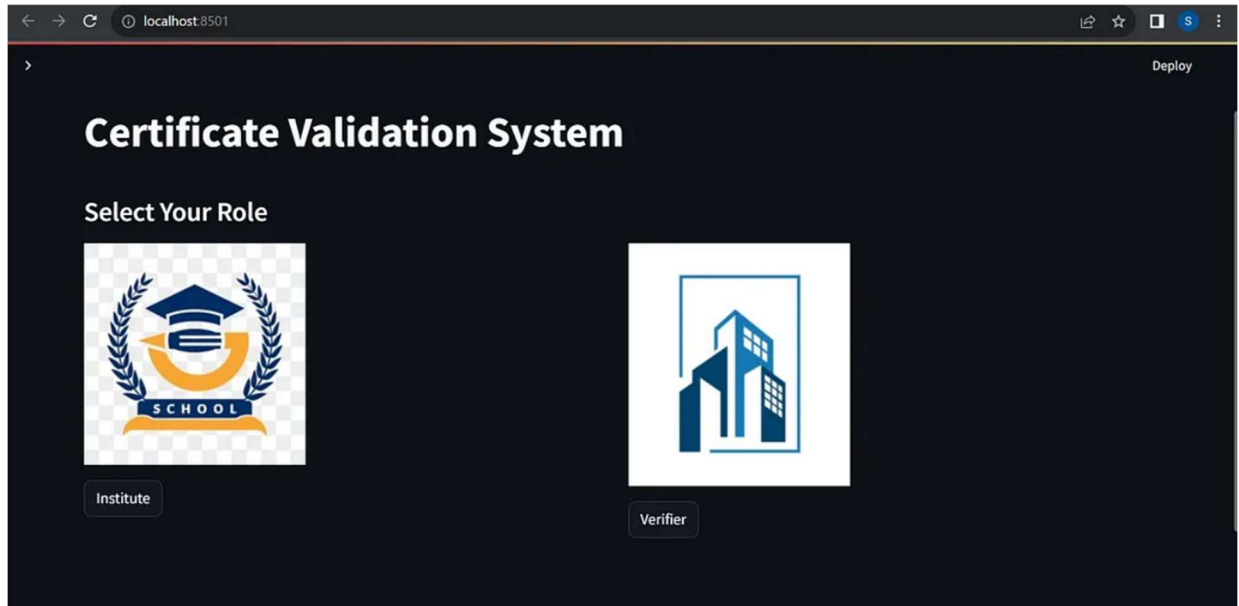 localhost:8501
S
Deploy
Certificate Validation System
Select Your Role
SCHOOL
Institute
Verifier